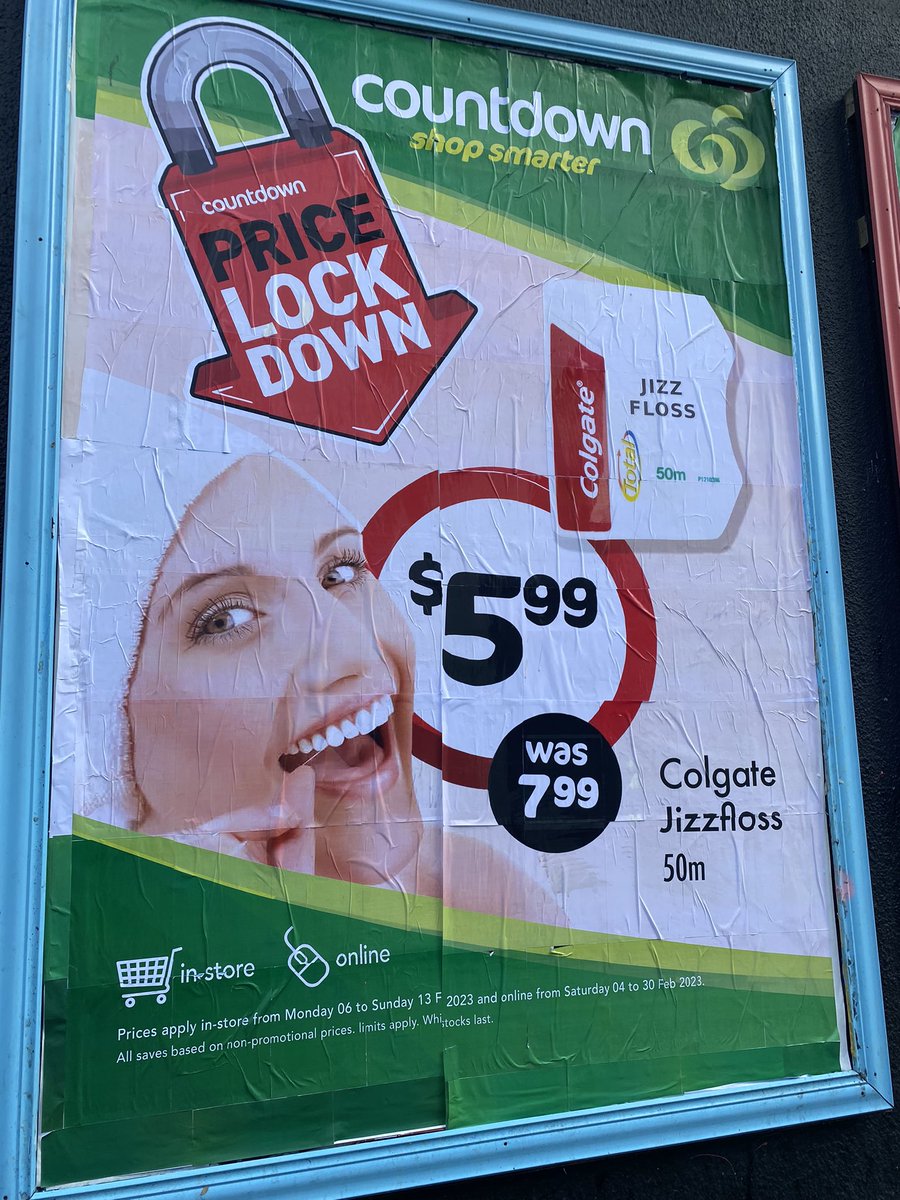 countdown
shop smarter
countdown
PRICE
LOCK
DOWN
Colgate®
JIZZ
FLOSS
Total
50m
$5.99
was
7.99
Colgate
Jizzfloss
50m
in-store
online
Prices apply in-store from Monday 06 to Sunday 13 F 2023 and online from Saturday 04 to 30 Feb 2023.
All saves based on non-promotional prices. limits apply. Whi stocks last.